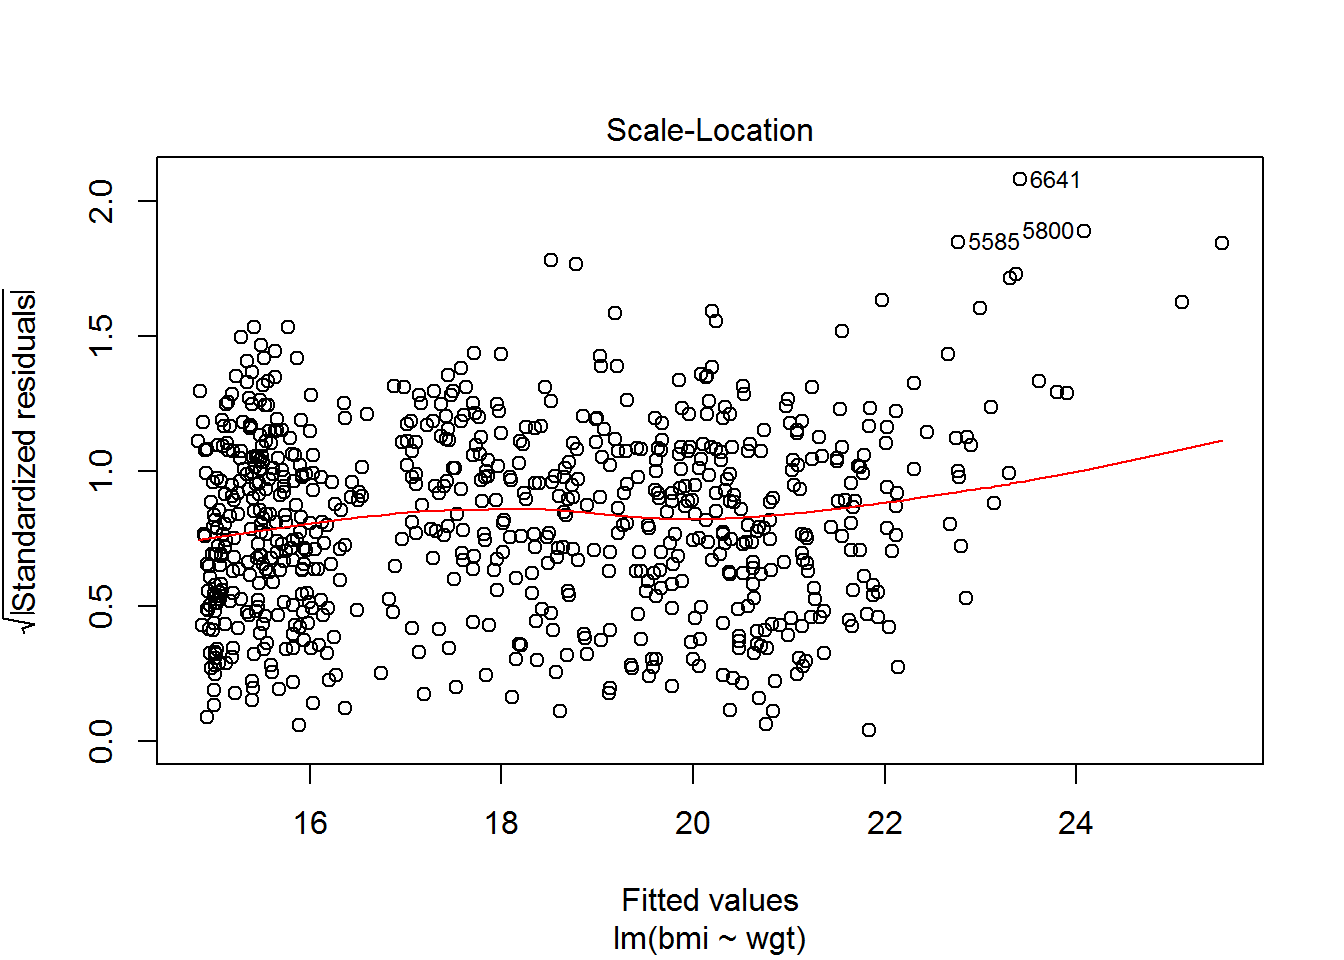 Scale-Location
6641
5800
5585
2.0
1.5
1.0
0.5
0.0
√|Standardized residuals|
16 18 20 22 24
Fitted values
lm(bmi ~ wgt)